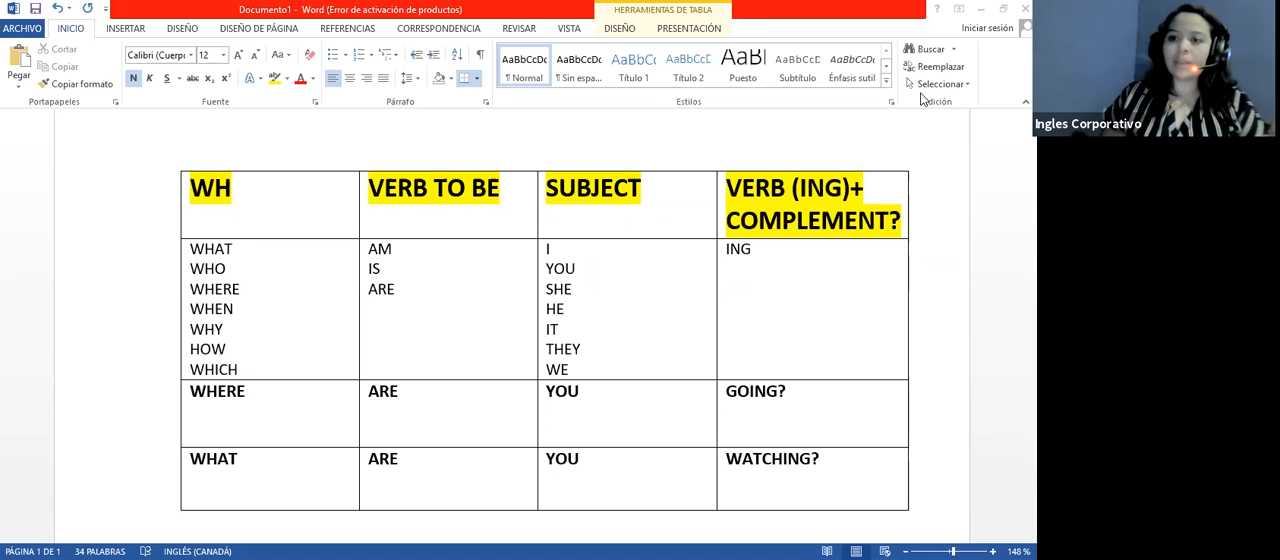 Documento1 - Word (Error de activación de productos)
HERRAMIENTAS DE TABLA
ARCHIVO INICIO INSERTAR DISEÑO DISEÑO DE PÁGINA REFERENCIAS CORRESPONDENCIA REVISAR VISTA DISEÑO PRESENTACIÓN Iniciar sesión
Pegar
Cortar
Copiar
Copiar formato
Portapapeles
Calibri (Cuerpo 12
N K S abc x₂ x²
Fuente
Párrafo
AaBbCcDc AaBbCcDc AaBbCc AaBbCcC AaBl AaBbCcD AaBbCcDc
¶ Normal ¶ Sin espa... Título 1 Título 2 Puesto Subtítulo Énfasis sutil
Estilos
Buscar
Reemplazar
Seleccionar
Edición
Ingles Corporativo
WH VERB TO BE SUBJECT VERB (ING)+
COMPLEMENT?
WHAT AM I ING
WHO IS YOU
WHERE ARE SHE
WHEN HE
WHY IT
HOW THEY
WHICH WE
WHERE ARE YOU GOING?
WHAT ARE YOU WATCHING?
PÁGINA 1 DE 1 34 PALABRAS INGLÉS (CANADÁ) 148 %